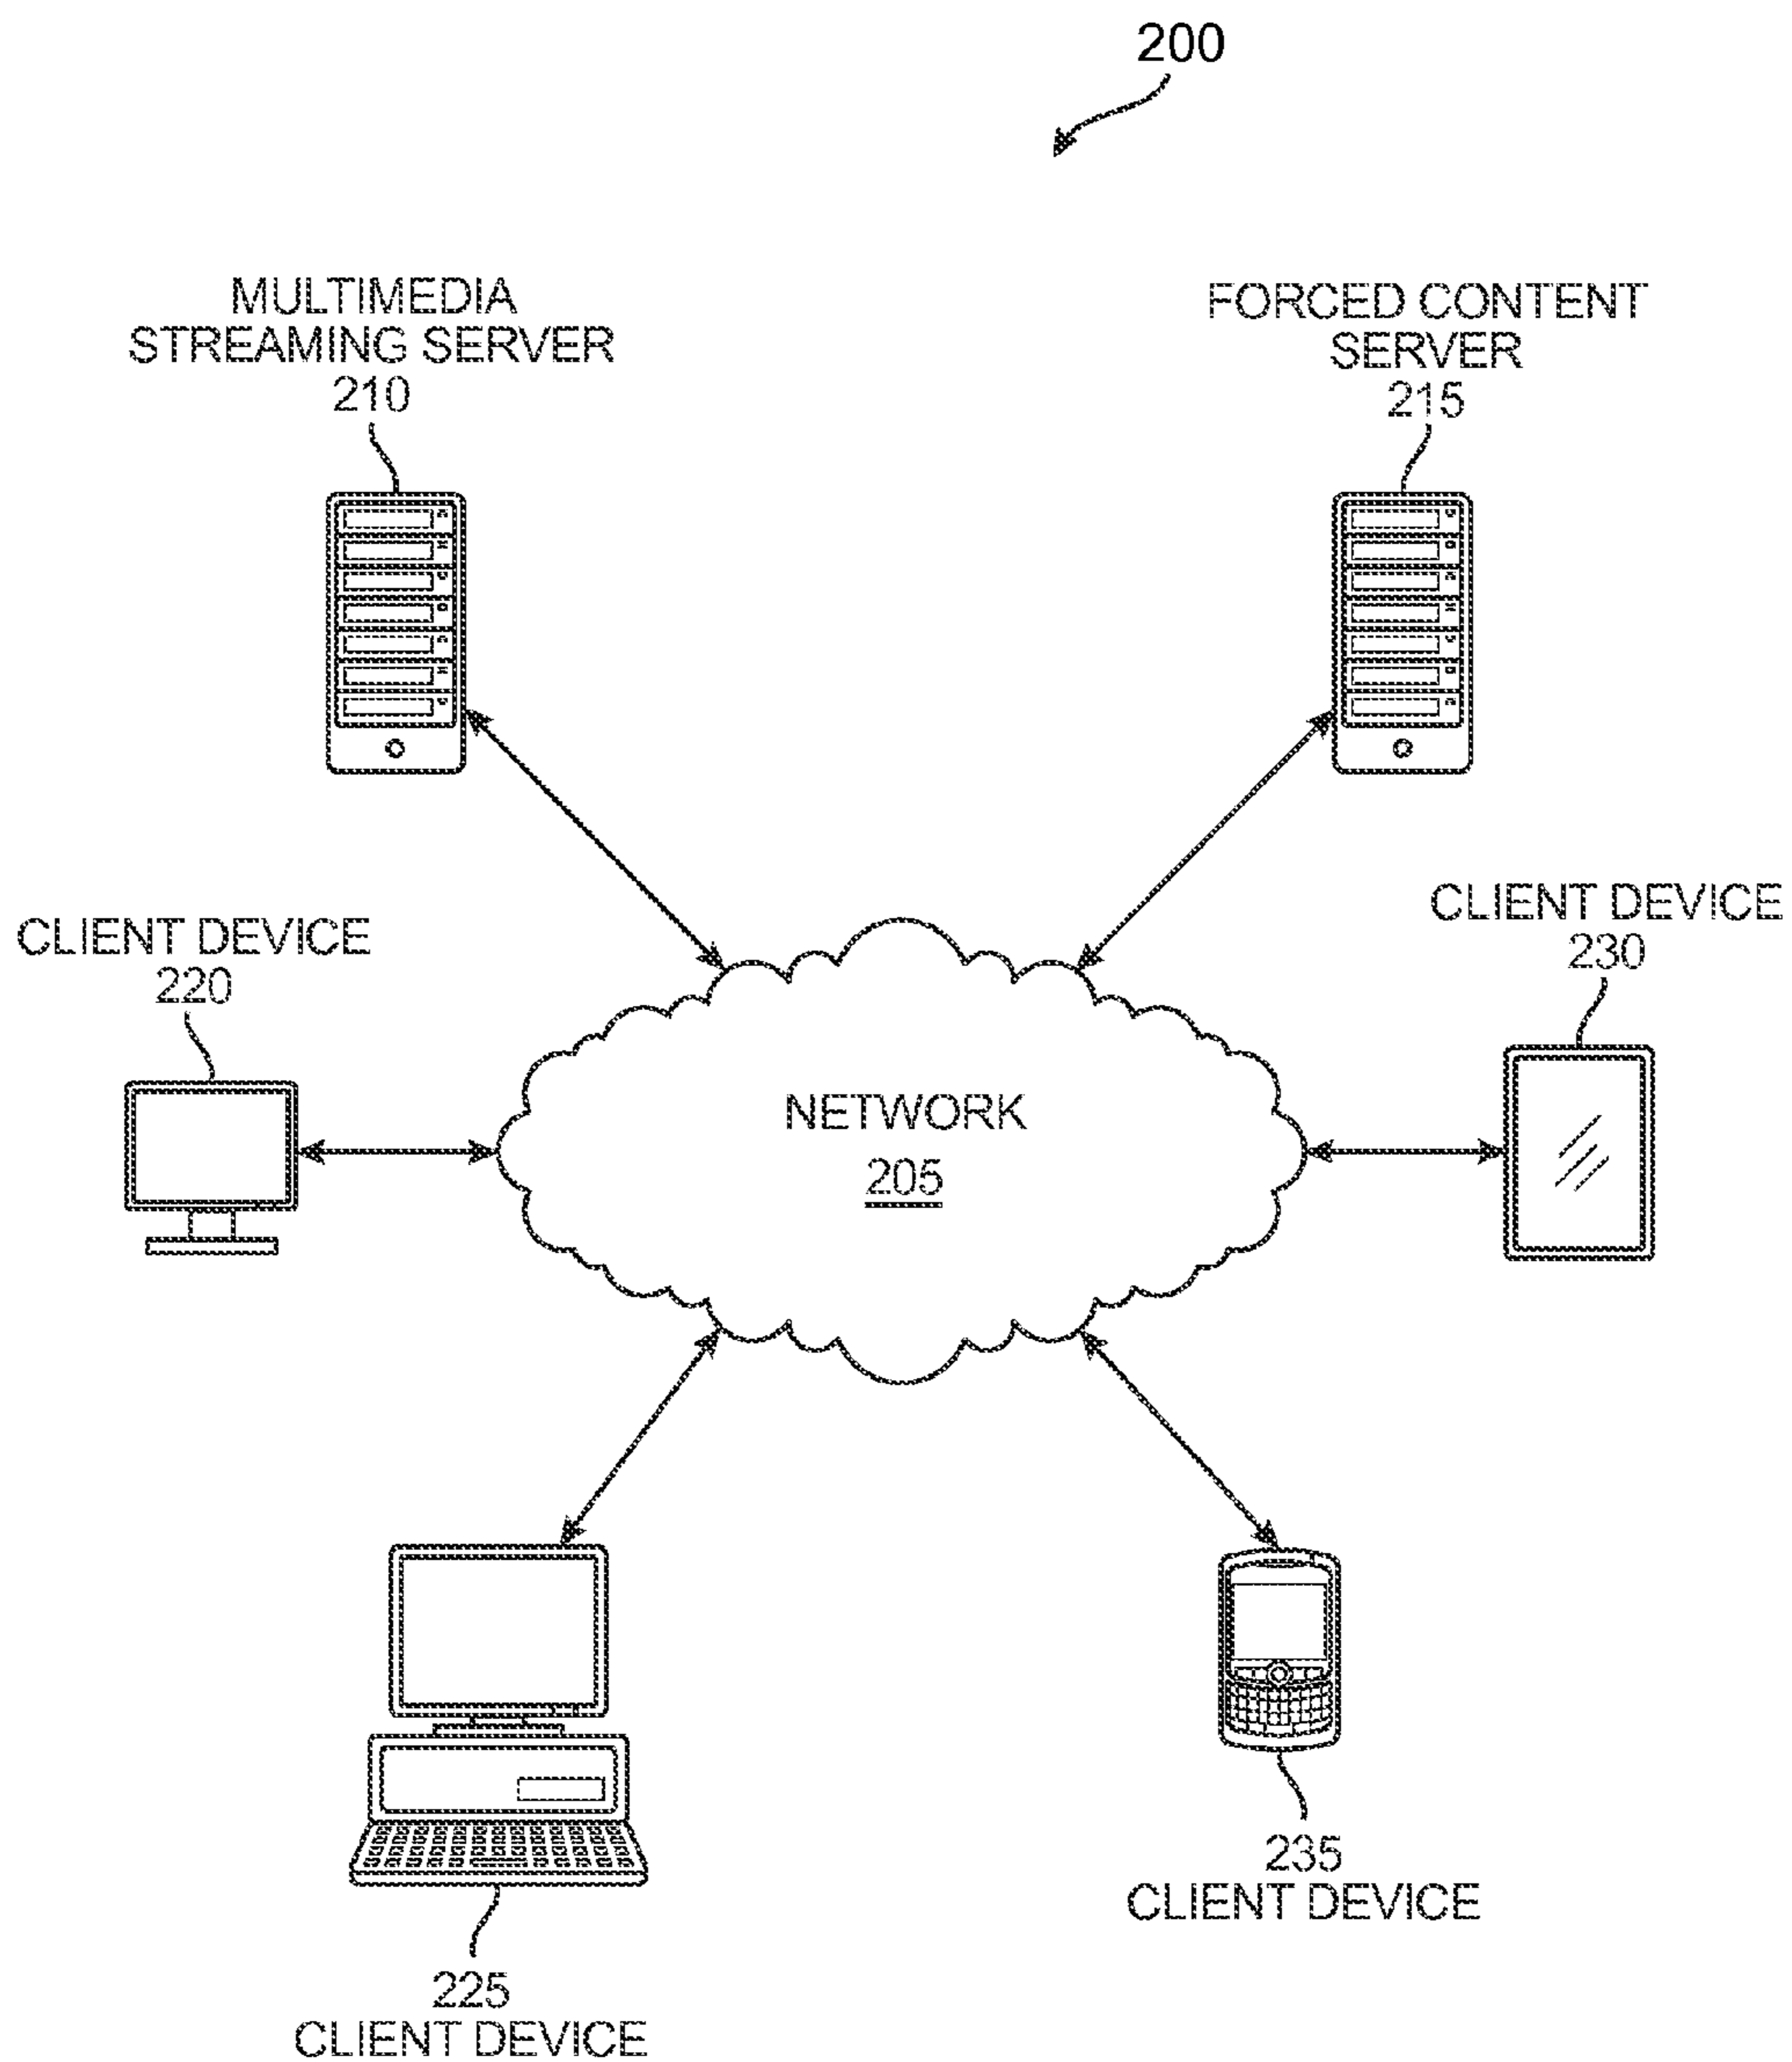 200
MULTIMEDIA
STREAMING SERVER
210
FORCED CONTENT
SERVER
215
CLIENT DEVICE
220
CLIENT DEVICE
230
NETWORK
205
225
CLIENT DEVICE
235
CLIENT DEVICE